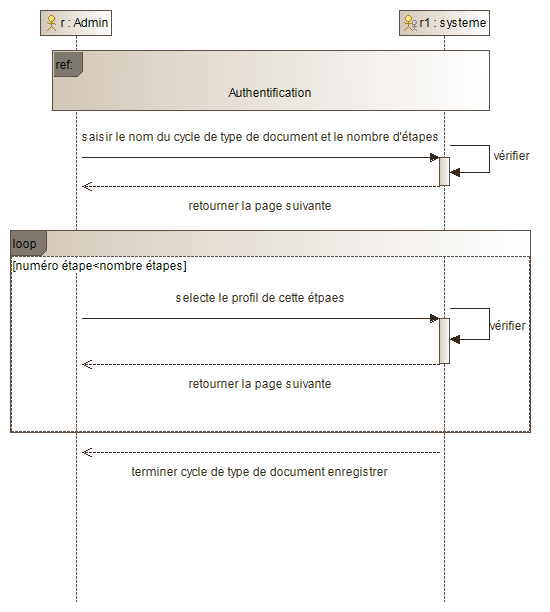 r : Admin
r1 : systeme
ref:
Authentification
saisir le nom du cycle de type de document et le nombre d'étapes
vérifier
retourner la page suivante
loop
[numéro étape<nombre étapes]
selecte le profil de cette étpaes
vérifier
retourner la page suivante
terminer cycle de type de document enregistrer